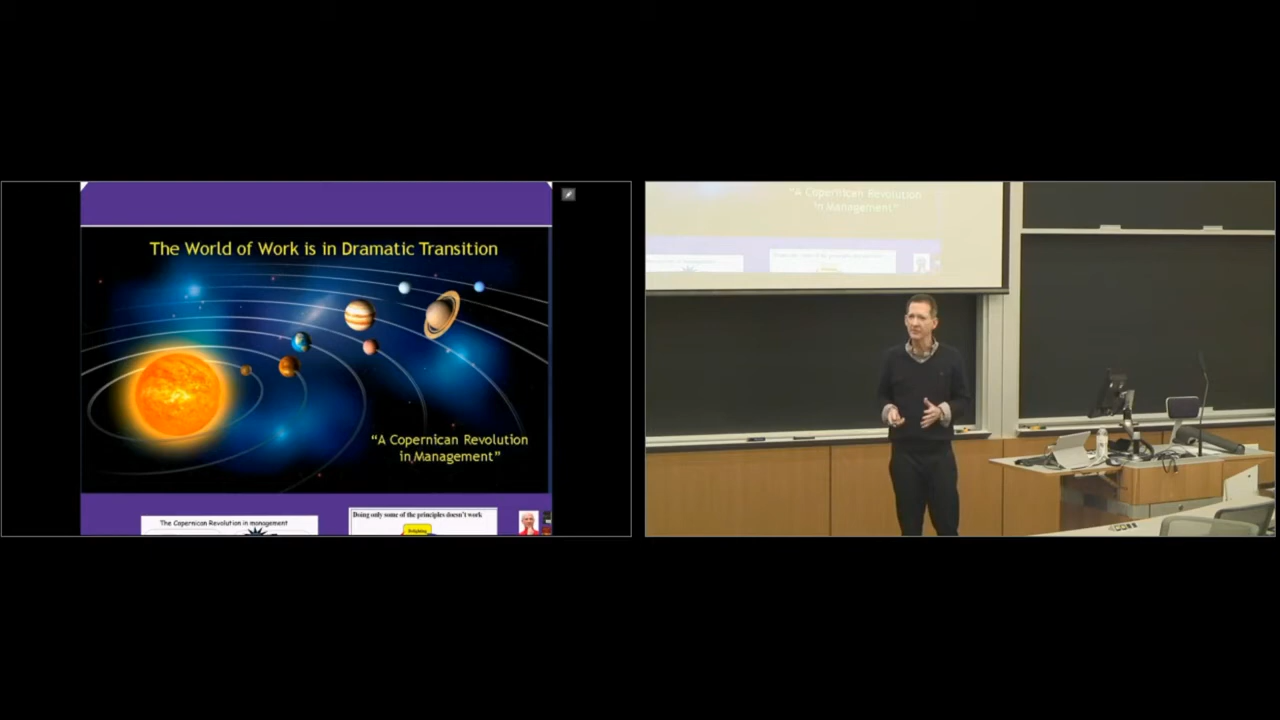 The World of Work is in Dramatic Transition
“A Copernican Revolution
in Management”
The Copernican Revolution in management
Doing only some of the principles doesn't work
Delighting
“A Copernican Revolution
in Management”